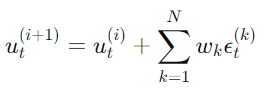 u_t^{(i+1)} = u_t^{(i)} + \sum_{k=1}^{N} w_k \epsilon_t^{(k)}